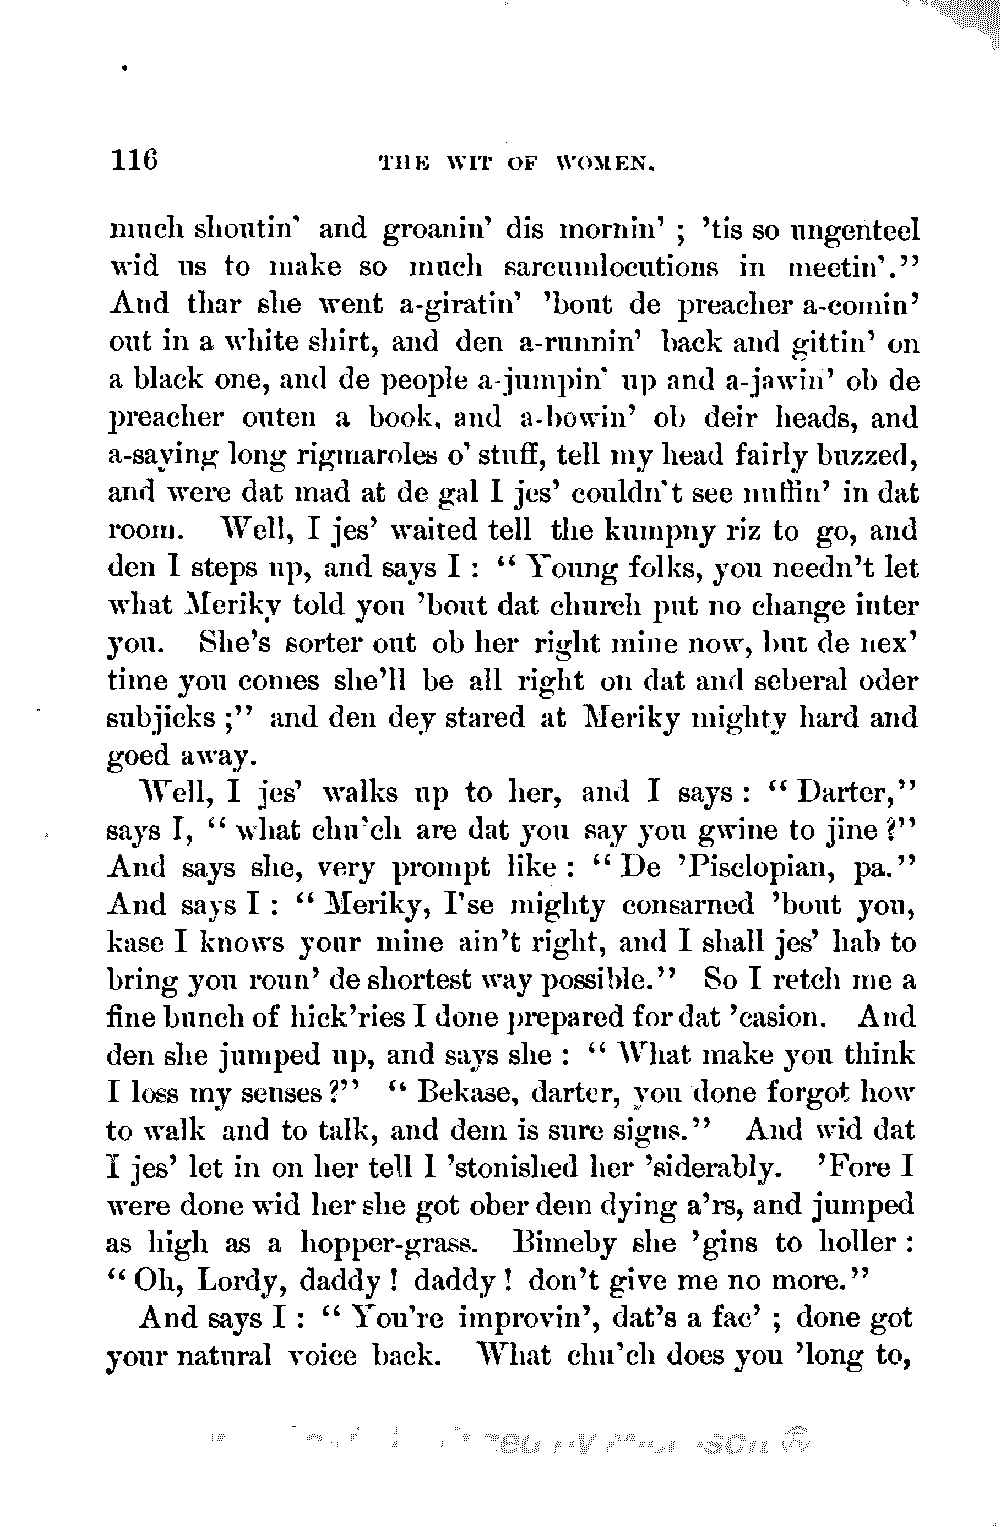 116 THE WIT OF WOMEN.
much shoutin' and groanin' dis mornin' ; 'tis so ungenteel
wid us to make so much sarcumlocutions in meetin'."
And thar she went a-giratin' 'bout de preacher a-comin'
out in a white shirt, and den a-runnin' back and gittin' on
a black one, and de people a-jumpin' up and a-jawin' ob de
preacher outen a book, and a-bowin' ob deir heads, and
a-saying long rigmaroles o' stuff, tell my head fairly buzzed,
and were dat mad at de gal I jes' couldn't see nuffin' in dat
room. Well, I jes' waited tell the kumpny riz to go, and
den I steps up, and says I : " Young folks, you needn't let
what Meriky told you 'bout dat church put no change inter
you. She's sorter out ob her right mine now, but de nex'
time you comes she'll be all right on dat and seberal oder
subjicks ;" and den dey stared at Meriky mighty hard and
goed away.
Well, I jes' walks up to her, and I says : " Darter,"
says I, " what chu'ch are dat you say you gwine to jine ?"
And says she, very prompt like : " De 'Pisclopian, pa."
And says I : " Meriky, I'se mighty consarned 'bout you,
kase I knows your mine ain't right, and I shall jes' hab to
bring you roun' de shortest way possible." So I retch me a
fine bunch of hick'ries I done prepared for dat 'casion. And
den she jumped up, and says she : " What make you think
I loss my senses ?" " Bekase, darter, you done forgot how
to walk and to talk, and dem is sure signs." And wid dat
I jes' let in on her tell I 'stonished her 'siderably. 'Fore I
were done wid her she got ober dem dying a'rs, and jumped
as high as a hopper-grass. Bimeby she 'gins to holler :
" Oh, Lordy, daddy ! daddy ! don't give me no more."
And says I : " You're improvin', dat's a fac' ; done got
your natural voice back. What chu'ch does you 'long to,